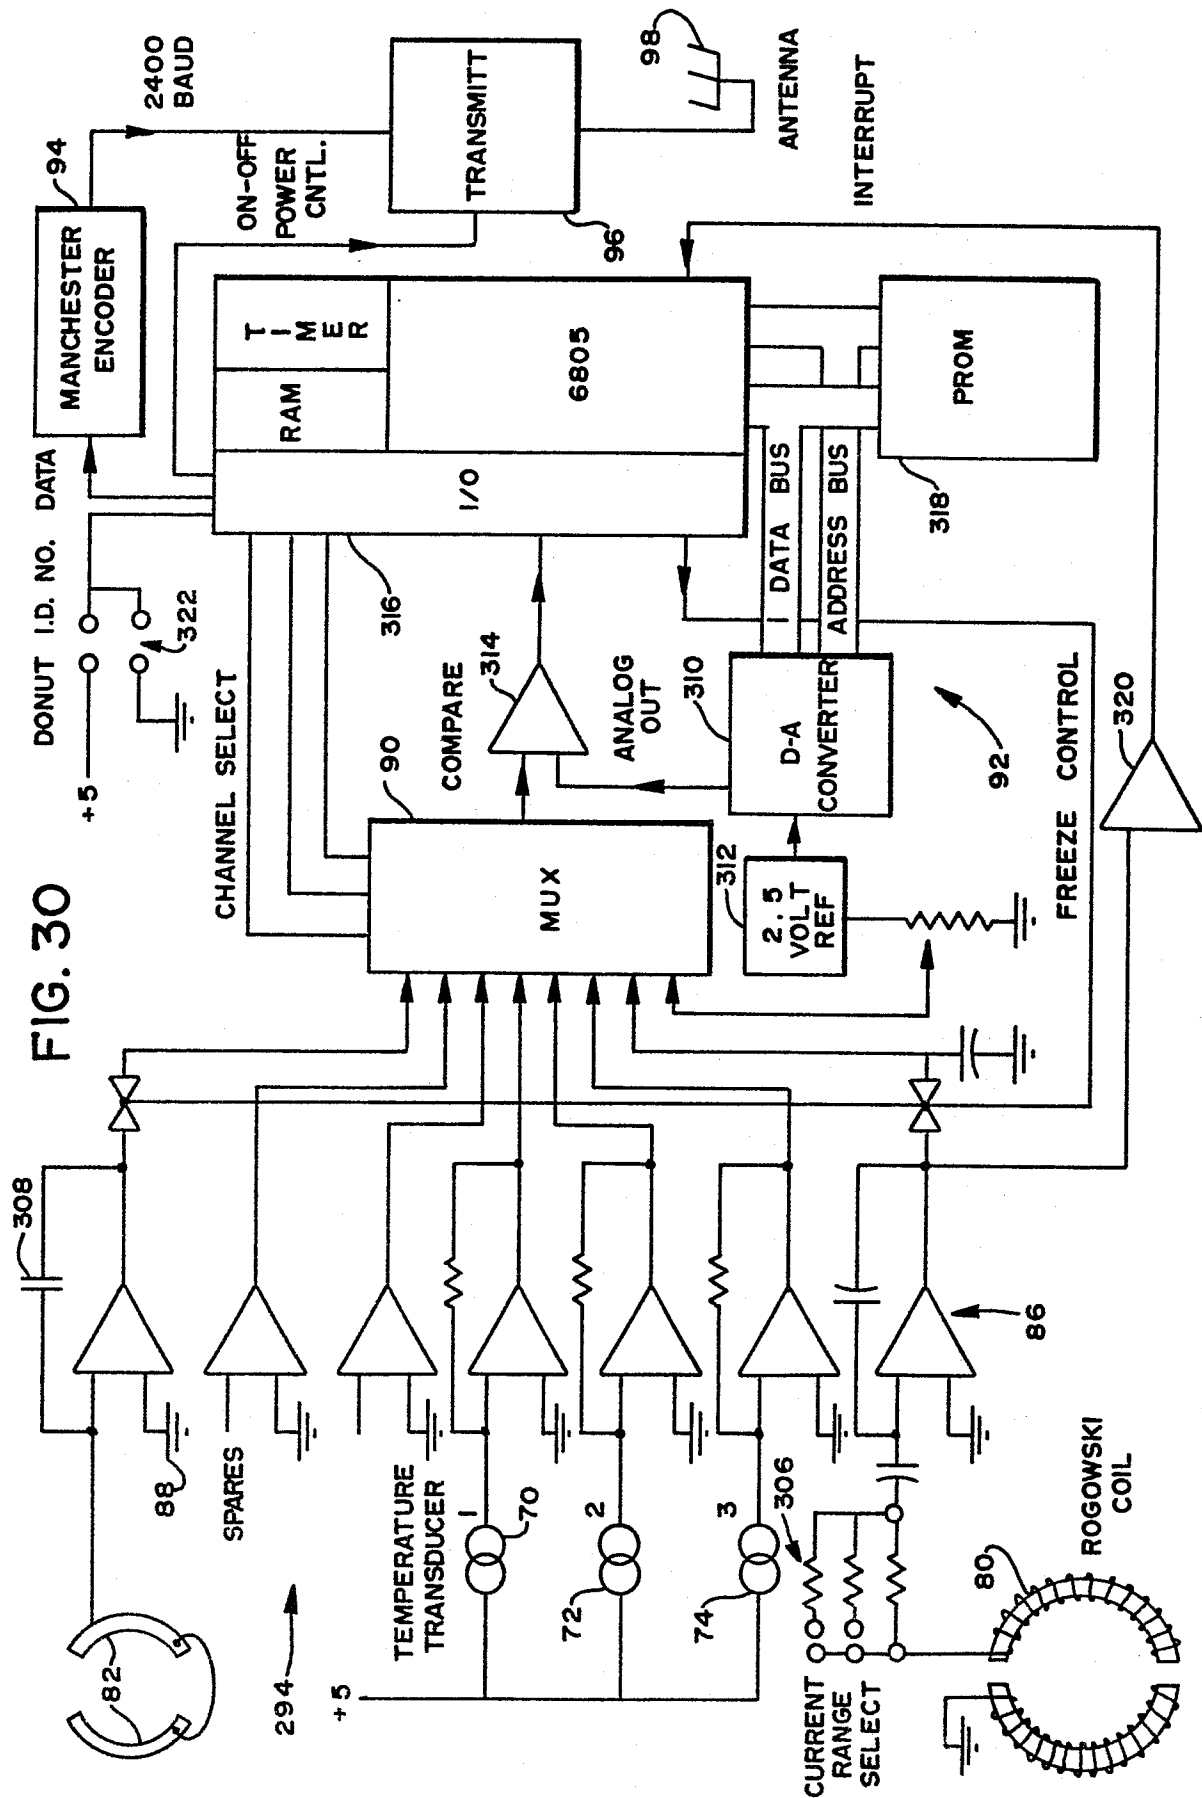 FIG. 30
82
294
+5
308
88
SPARES
TEMPERATURE
TRANSDUCER
1
70
2
72
3
74
306
CURRENT
RANGE
SELECT
80
ROGOWSKI
COIL
86
+5
DONUT I.D. NO. DATA
322
CHANNEL SELECT
MANCHESTER
ENCODER
94
2400
BAUD
ON-OFF
POWER
CNTL.
TRANSMITT
96
98
ANTENNA
INTERRUPT
90
MUX
COMPARE
314
316
I/O
RAM
TIMER
6805
ANALOG
OUT
310
D-A
CONVERTER
312
2.5
VOLT
REF
DATA BUS
ADDRESS BUS
PROM
318
92
FREEZE CONTROL
320